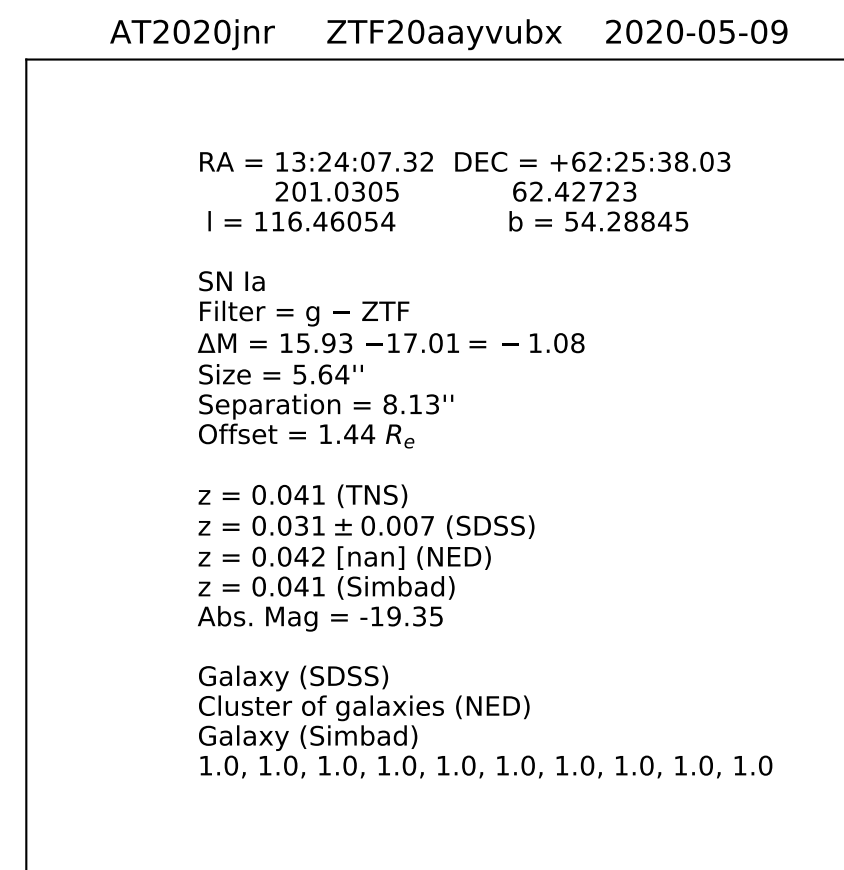 AT2020jnr ZTF20aayvubx 2020-05-09
RA = 13:24:07.32 DEC = +62:25:38.03
201.0305 62.42723
l = 116.46054 b = 54.28845
SN Ia
Filter = g − ZTF
ΔM = 15.93 −17.01 = − 1.08
Size = 5.64''
Separation = 8.13''
Offset = 1.44 Rₑ
z = 0.041 (TNS)
z = 0.031 ± 0.007 (SDSS)
z = 0.042 [nan] (NED)
z = 0.041 (Simbad)
Abs. Mag = -19.35
Galaxy (SDSS)
Cluster of galaxies (NED)
Galaxy (Simbad)
1.0, 1.0, 1.0, 1.0, 1.0, 1.0, 1.0, 1.0, 1.0, 1.0